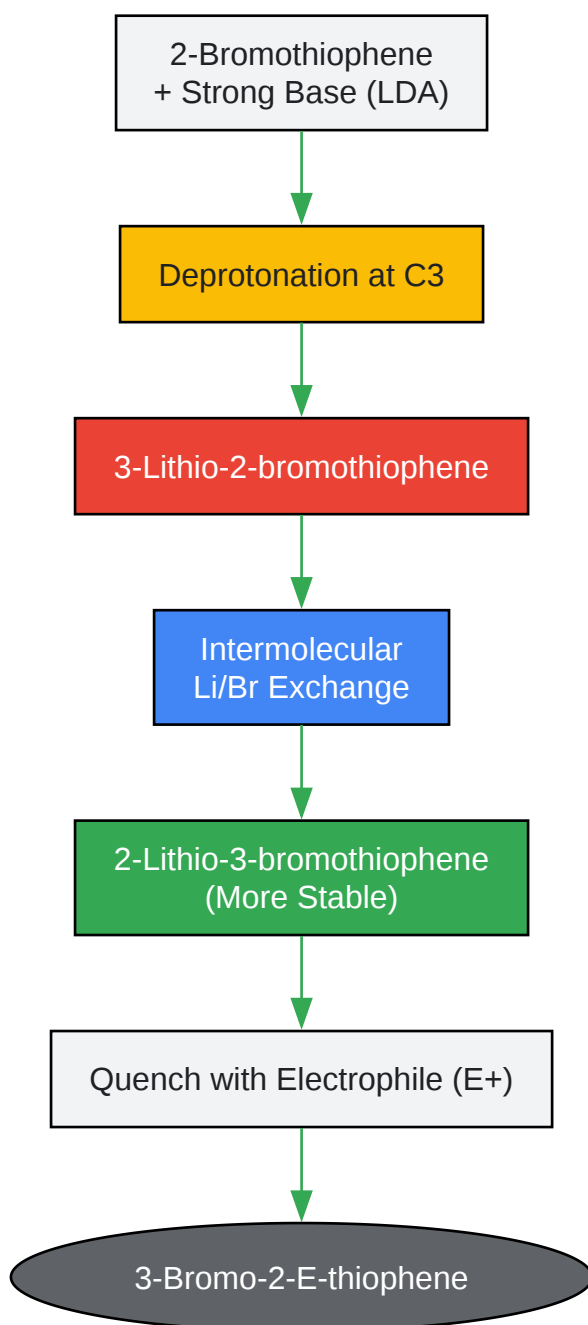 2-Bromothiophene
+ Strong Base (LDA)
Deprotonation at C3
3-Lithio-2-bromothiophene
Intermolecular
Li/Br Exchange
2-Lithio-3-bromothiophene
(More Stable)
Quench with Electrophile (E+)
3-Bromo-2-E-thiophene